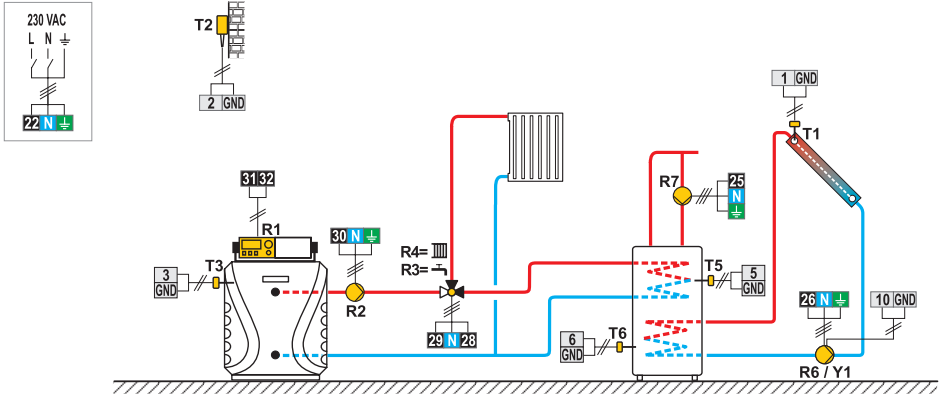 230 VAC
L N
22 N
T2
2 GND
1 GND
T1
31 32
R1
30 N
R4=
R3=
R7
25
N
3
GND
T3
R2
T5
5
GND
29 N 28
6
GND
T6
26 N
10 GND
R6 / Y1